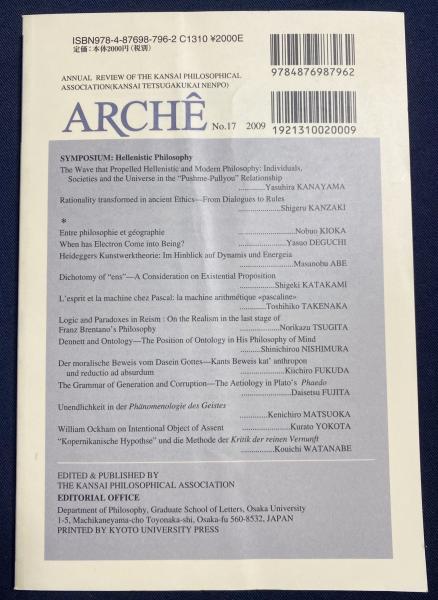 ISBN978-4-87698-796-2 C1310 ¥2000E
定価：本体2000円（税別）
9784876987962
ANNUAL REVIEW OF THE KANSAI PHILOSOPHICAL
ASSOCIATION(KANSAI TETSUGAKUKAI NENPO)
ARCHÊ No.17 2009
1921310020009
SYMPOSIUM: Hellenistic Philosophy
The Wave that Propelled Hellenistic and Modern Philosophy: Individuals,
Societies and the Universe in the "Pushme-Pullyou" Relationship
..............Yasuhira KANAYAMA
Rationality transformed in ancient Ethics—From Dialogues to Rules
..............Shigeru KANZAKI
*
Entre philosophie et géographie ..............Nobuo KIOKA
When has Electron Come into Being? ..............Yasuo DEGUCHI
Heideggers Kunstwerktheorie: Im Hinblick auf Dynamis und Energeia
..............Masanobu ABE
Dichotomy of "ens"—A Consideration on Existential Proposition
..............Shigeki KATAKAMI
L'esprit et la machine chez Pascal: la machine arithmétique «pascaline»
..............Toshihiko TAKENAKA
Logic and Paradoxes in Reism : On the Realism in the last stage of
Franz Brentano's Philosophy ..............Norikazu TSUGITA
Dennett and Ontology—The Position of Ontology in His Philosophy of Mind
..............Shinichirou NISHIMURA
Der moralische Beweis vom Dasein Gottes—Kants Beweis kat' anthropon
und reductio ad absurdum ..............Kiichiro FUKUDA
The Grammar of Generation and Corruption—The Aetiology in Plato's Phaedo
..............Daisetsu FUJITA
Unendlichkeit in der Phänomenologie des Geistes
..............Kenichiro MATSUOKA
William Ockham on Intentional Object of Assent ..............Kurato YOKOTA
"Kopernikanische Hypothse" und die Methode der Kritik der reinen Vernunft
..............Kouichi WATANABE
EDITED & PUBLISHED BY
THE KANSAI PHILOSOPHICAL ASSOCIATION
EDITORIAL OFFICE
Department of Philosophy, Graduate School of Letters, Osaka University
1-5, Machikaneyama-cho Toyonaka-shi, Osaka-fu 560-8532, JAPAN
PRINTED BY KYOTO UNIVERSITY PRESS